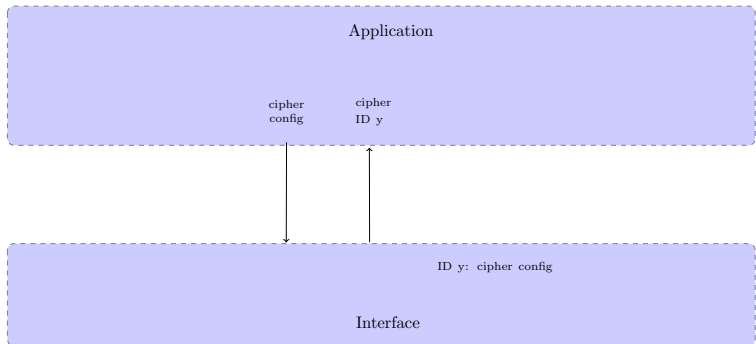 Application
cipher
config
cipher
ID y
ID y: cipher config
Interface